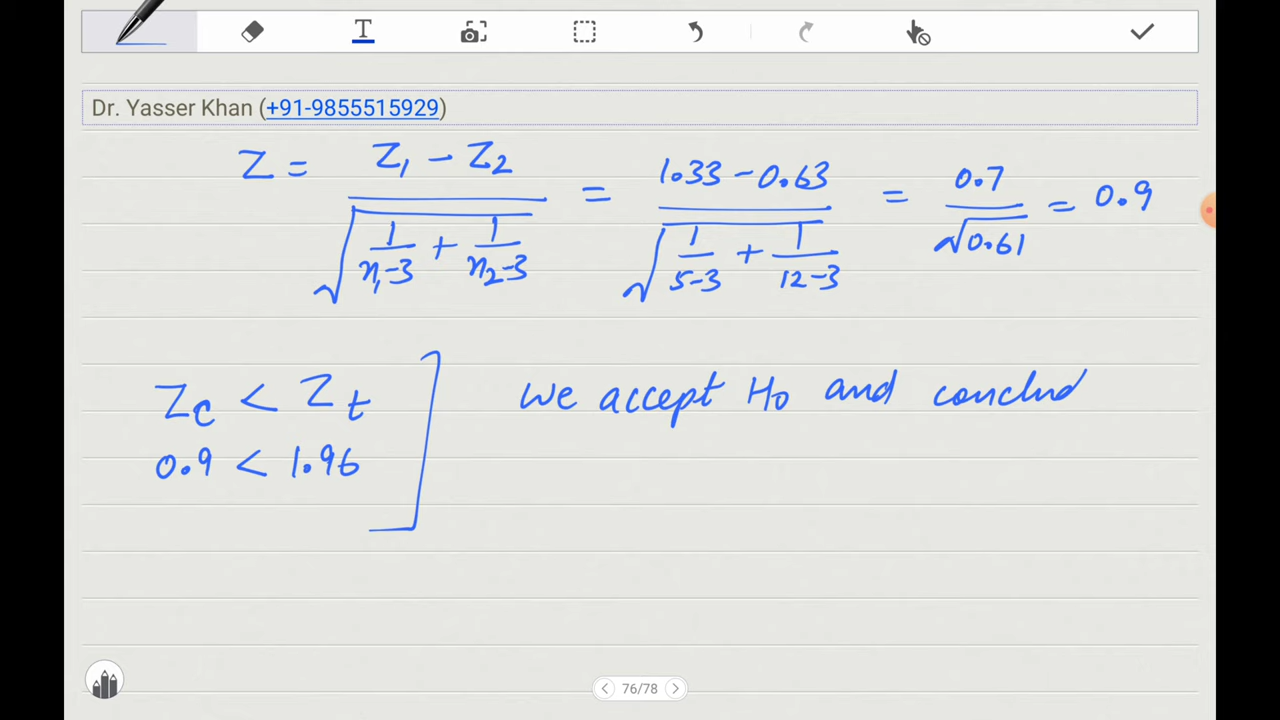 T
Dr. Yasser Khan (+91-9855515929)
Z = (Z₁ - Z₂) / √(1/(n₁-3) + 1/(n₂-3)) = (1.33 - 0.63) / √(1/(5-3) + 1/(12-3)) = 0.7 / √0.61 = 0.9
Zc < Zt
0.9 < 1.96
We accept H₀ and conclud
76/78